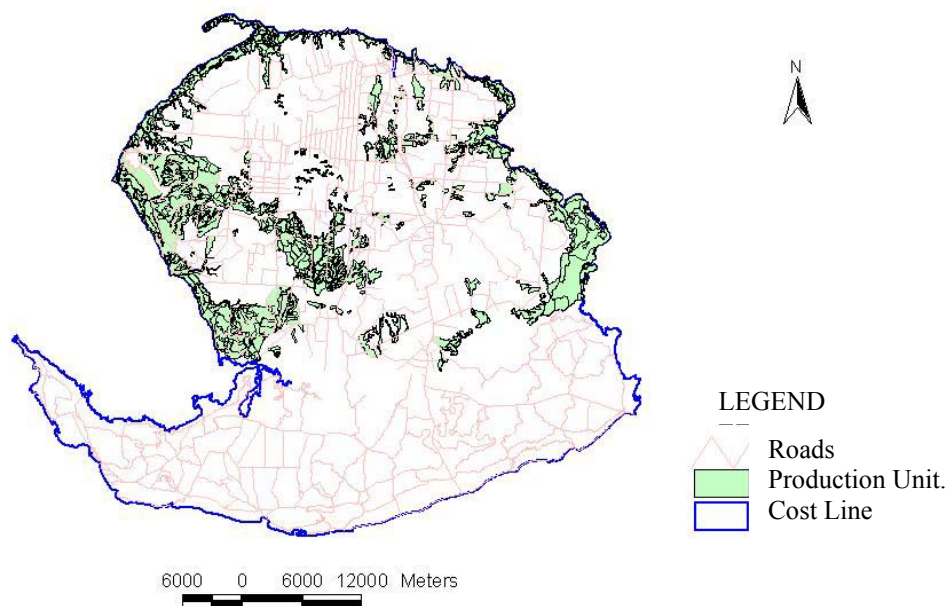 N
LEGEND
Roads
Production Unit.
Cost Line
6000 0 6000 12000 Meters